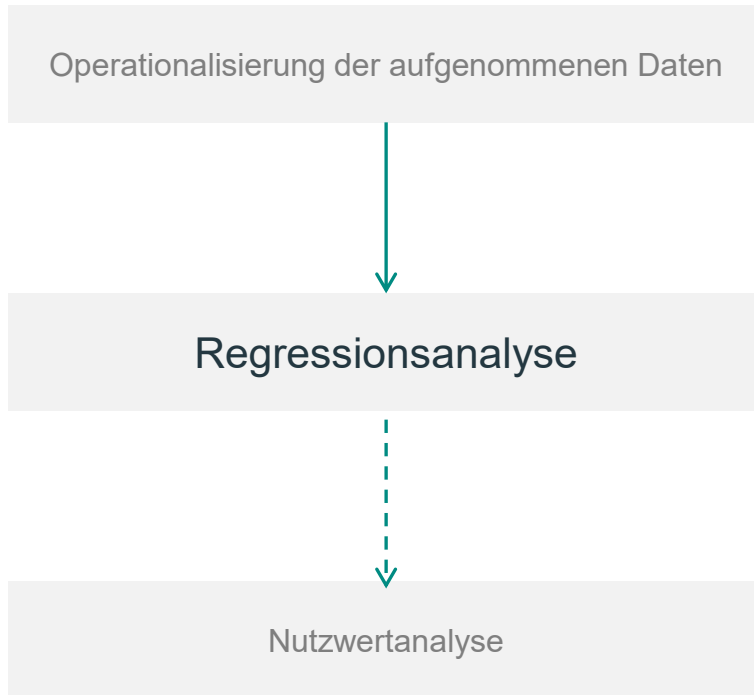 Operationalisierung der aufgenommenen Daten
Regressionsanalyse
Nutzwertanalyse